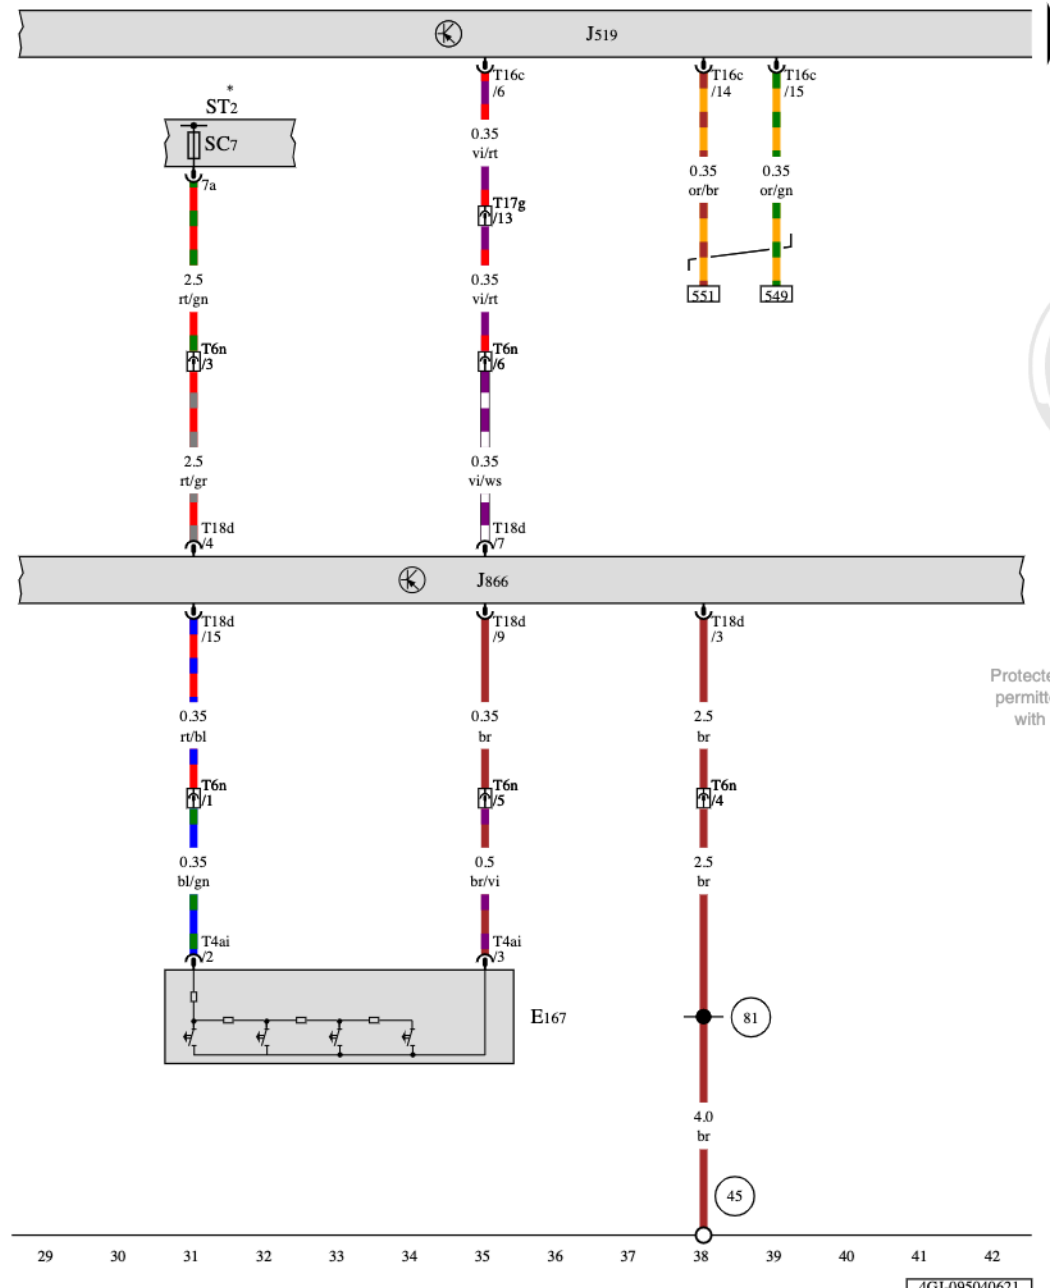 J519
T16c
/6
T16c
/14
T16c
/15
*
ST2
SC7
7a
0.35
vi/rt
0.35
or/br
0.35
or/gn
T17g
/13
2.5
rt/gn
0.35
vi/rt
551
549
T6n
/3
T6n
/6
2.5
rt/gr
0.35
vi/ws
T18d
/4
T18d
/7
J866
T18d
/15
T18d
/9
T18d
/3
Protecte
permitt
with
0.35
rt/bl
0.35
br
2.5
br
T6n
/1
T6n
/5
T6n
/4
0.35
bl/gn
0.5
br/vi
2.5
br
T4ai
/2
T4ai
/3
E167
81
4.0
br
45
29 30 31 32 33 34 35 36 37 38 39 40 41 42